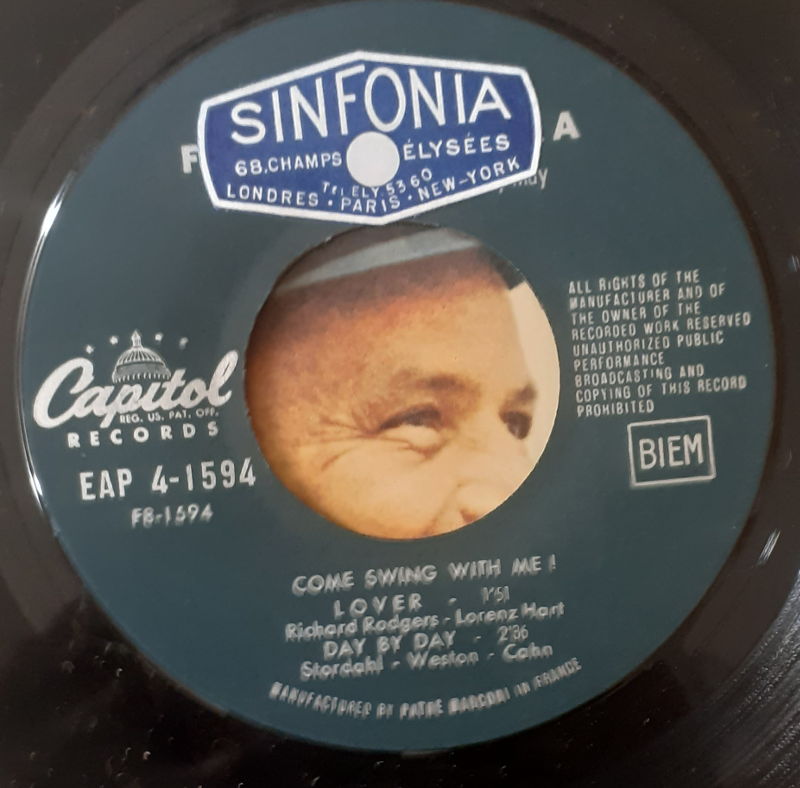 SINFONIA
68.CHAMPS ÉLYSÉES
TEL ELY.5360
LONDRES · PARIS · NEW-YORK
F A
Capitol
REG. US. PAT. OFF.
RECORDS
EAP 4-1594
F8-1594
ALL RIGHTS OF THE
MANUFACTURER AND OF
THE OWNER OF THE
RECORDED WORK RESERVED
UNAUTHORIZED PUBLIC
PERFORMANCE
BROADCASTING AND
COPYING OF THIS RECORD
PROHIBITED
BIEM
COME SWING WITH ME !
LOVER - 1'51
Richard Rodgers - Lorenz Hart
DAY BY DAY - 2'36
Stordahl - Weston - Cahn
MANUFACTURED BY PATHE MARCONI IN FRANCE